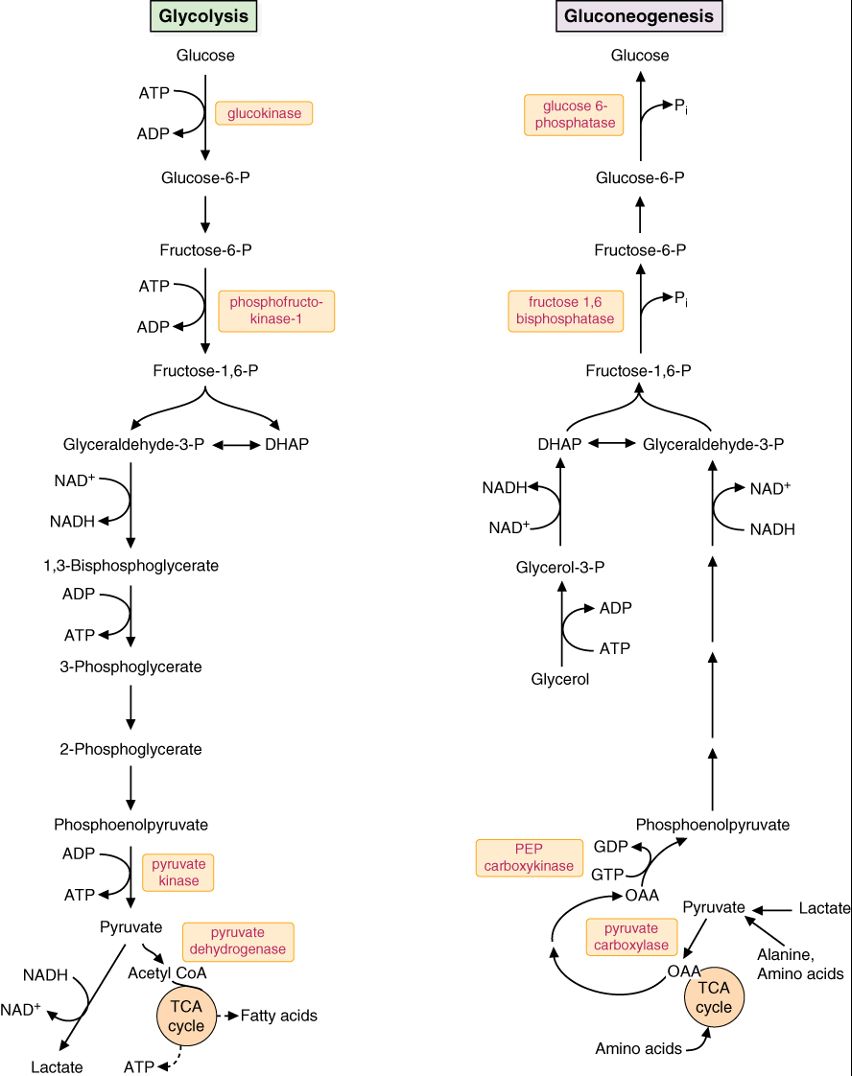 Glycolysis
Glucose
ATP
glucokinase
ADP
Glucose-6-P
Fructose-6-P
ATP
phosphofructo-
kinase-1
ADP
Fructose-1,6-P
Glyceraldehyde-3-P
DHAP
NAD+
NADH
1,3-Bisphosphoglycerate
ADP
ATP
3-Phosphoglycerate
2-Phosphoglycerate
Phosphoenolpyruvate
ADP
pyruvate
kinase
ATP
Pyruvate
pyruvate
dehydrogenase
Acetyl CoA
NADH
NAD+
TCA
cycle
Fatty acids
Lactate
ATP
Gluconeogenesis
Glucose
glucose 6-
phosphatase
Pi
Glucose-6-P
Fructose-6-P
fructose 1,6
bisphosphatase
Pi
Fructose-1,6-P
DHAP
Glyceraldehyde-3-P
NADH
NAD+
NAD+
NADH
Glycerol-3-P
ADP
ATP
Glycerol
Phosphoenolpyruvate
PEP
carboxykinase
GDP
GTP
OAA
Pyruvate
Lactate
pyruvate
carboxylase
Alanine,
Amino acids
OAA
TCA
cycle
Amino acids